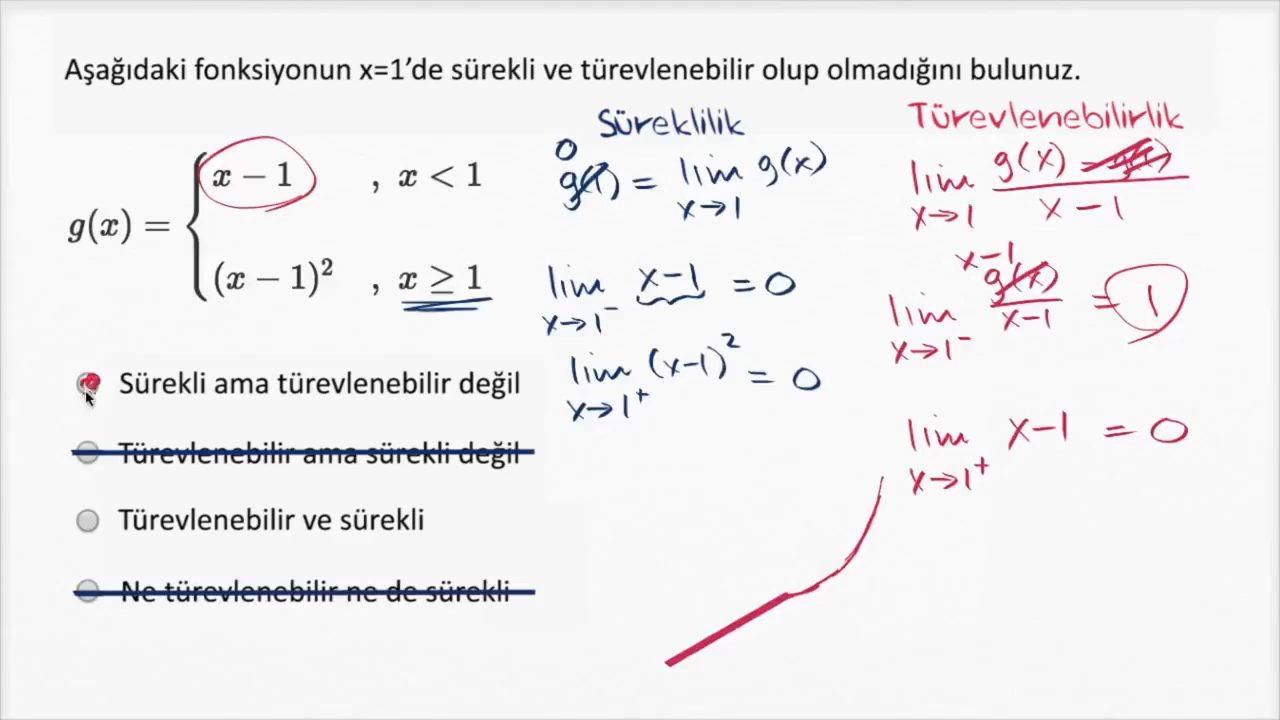 Aşağıdaki fonksiyonun x=1'de sürekli ve türevlenebilir olup olmadığını bulunuz.
g(x) = { x − 1 , x < 1
(x − 1)² , x ≥ 1
Sürekli ama türevlenebilir değil
Türevlenebilir ama sürekli değil
Türevlenebilir ve sürekli
Ne türevlenebilir ne de sürekli
Süreklilik
0
g(1) = lim g(x)
x→1
lim x−1 = 0
x→1⁻
lim (x−1)² = 0
x→1⁺
Türevlenebilirlik
lim g(x) − g(1)
x→1 x − 1
x−1
lim g(x) = 1
x→1⁻ x−1
lim x−1 = 0
x→1⁺